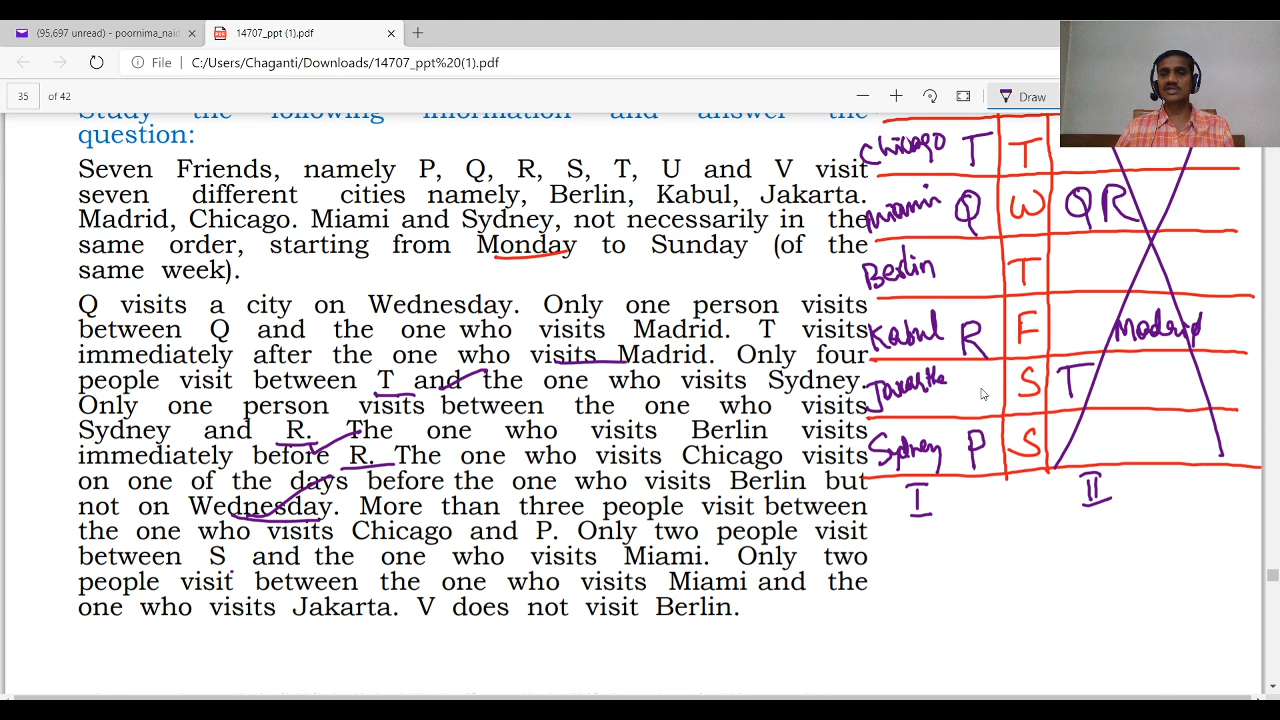 (95,697 unread) - poornima_naid
14707_ppt (1).pdf
File C:/Users/Chaganti/Downloads/14707_ppt%20(1).pdf
35 of 42 Draw
Study the following information and answer the
question:
Seven Friends, namely P, Q, R, S, T, U and V visit
seven different cities namely, Berlin, Kabul, Jakarta.
Madrid, Chicago. Miami and Sydney, not necessarily in the
same order, starting from Monday to Sunday (of the
same week).
Q visits a city on Wednesday. Only one person visits
between Q and the one who visits Madrid. T visits
immediately after the one who visits Madrid. Only four
people visit between T and the one who visits Sydney.
Only one person visits between the one who visits
Sydney and R. The one who visits Berlin visits
immediately before R. The one who visits Chicago visits
on one of the days before the one who visits Berlin but
not on Wednesday. More than three people visit between
the one who visits Chicago and P. Only two people visit
between S and the one who visits Miami. Only two
people visit between the one who visits Miami and the
one who visits Jakarta. V does not visit Berlin.
Chicago T T
Miami Q W Q R
Berlin T
Kabul R F Madrid
S T
Sydney P S
I II